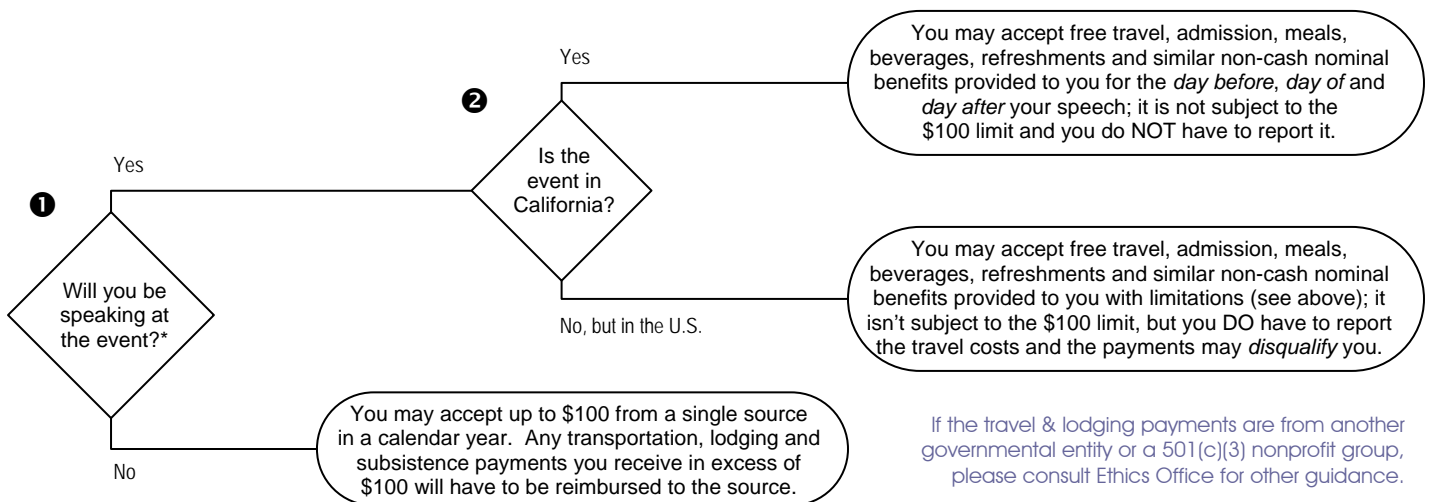 ❶
Will you be
speaking at
the event?*
Yes
No
❷
Is the
event in
California?
Yes
No, but in the U.S.
You may accept free travel, admission, meals,
beverages, refreshments and similar non-cash nominal
benefits provided to you for the day before, day of and
day after your speech; it is not subject to the
$100 limit and you do NOT have to report it.
You may accept free travel, admission, meals,
beverages, refreshments and similar non-cash nominal
benefits provided to you with limitations (see above); it
isn't subject to the $100 limit, but you DO have to report
the travel costs and the payments may disqualify you.
You may accept up to $100 from a single source
in a calendar year. Any transportation, lodging and
subsistence payments you receive in excess of
$100 will have to be reimbursed to the source.
If the travel & lodging payments are from another
governmental entity or a 501(c)(3) nonprofit group,
please consult Ethics Office for other guidance.